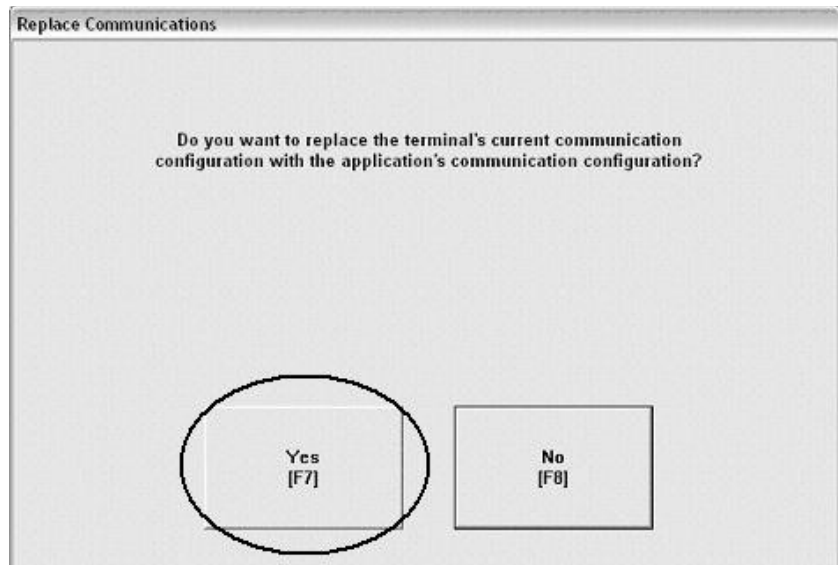 Replace Communications
Do you want to replace the terminal's current communication
configuration with the application's communication configuration?
Yes
[F7]
No
[F8]